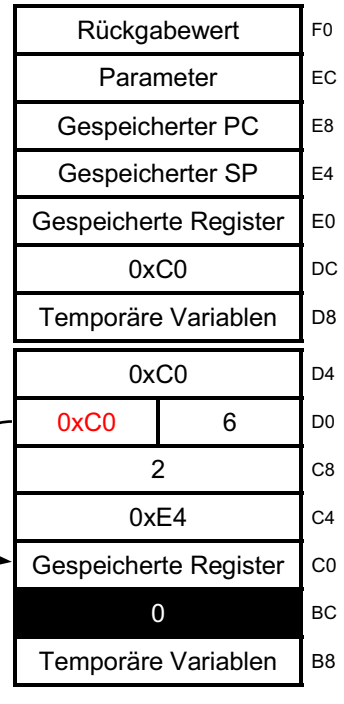 Rückgabewert F0
Parameter EC
Gespeicherter PC E8
Gespeicherter SP E4
Gespeicherte Register E0
0xC0 DC
Temporäre Variablen D8
0xC0 D4
0xC0 6 D0
2 C8
0xE4 C4
Gespeicherte Register C0
0 BC
Temporäre Variablen B8